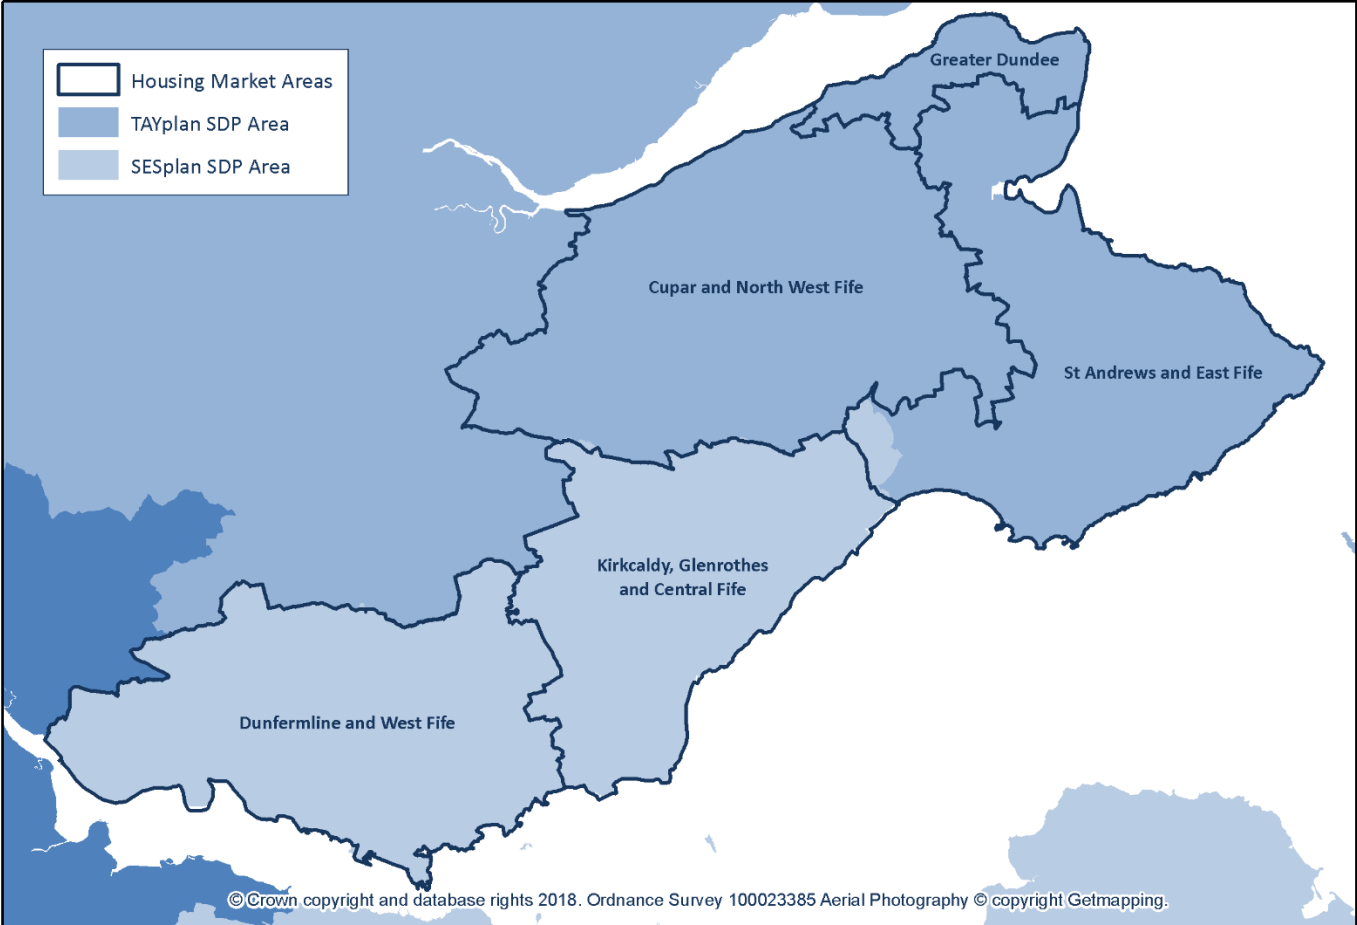 Housing Market Areas
TAYplan SDP Area
SESplan SDP Area
Greater Dundee
Cupar and North West Fife
St Andrews and East Fife
Kirkcaldy, Glenrothes
and Central Fife
Dunfermline and West Fife
© Crown copyright and database rights 2018. Ordnance Survey 100023385 Aerial Photography © copyright Getmapping.